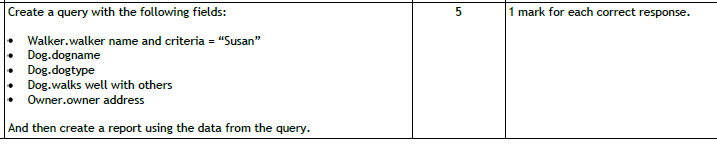 Create a query with the following fields:
5
1 mark for each correct response.
• Walker.walker name and criteria = “Susan”
• Dog.dogname
• Dog.dogtype
• Dog.walks well with others
• Owner.owner address
And then create a report using the data from the query.